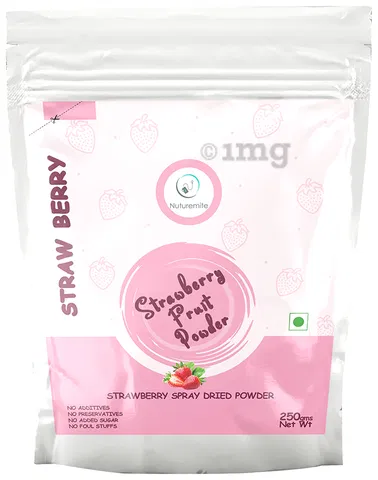 ©1mg
STRAW BERRY
Nuturemite
Strawberry
Fruit
Powder
STRAWBERRY SPRAY DRIED POWDER
NO ADDITIVES
NO PRESERVATIVES
NO ADDED SUGAR
NO FOUL STUFFS
250gms
Net Wt